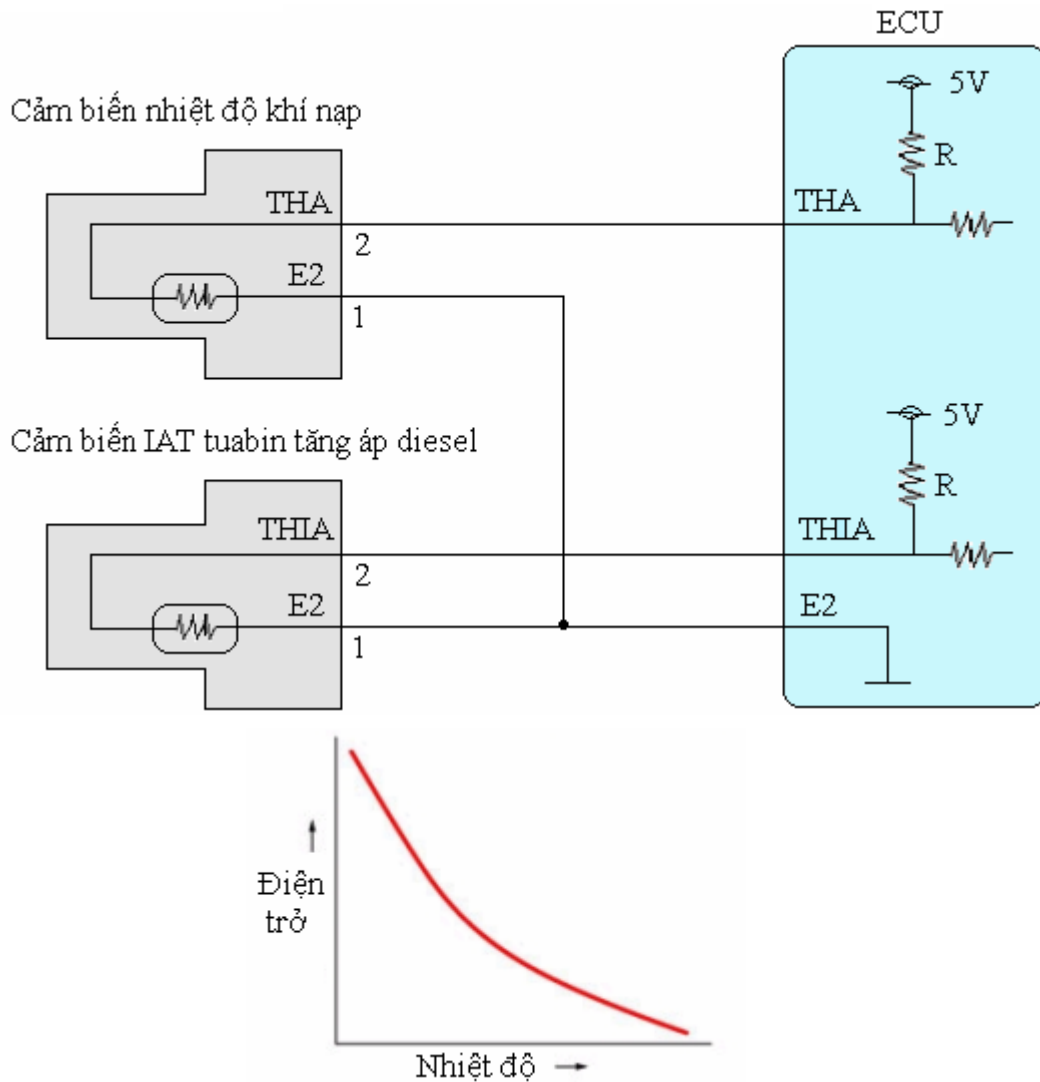 ECU
5V
Cảm biến nhiệt độ khí nạp
R
THA
THA
2
E2
1
5V
Cảm biến IAT tuabin tăng áp diesel
R
THIA
THIA
2
E2
E2
1
Điện
trở
Nhiệt độ